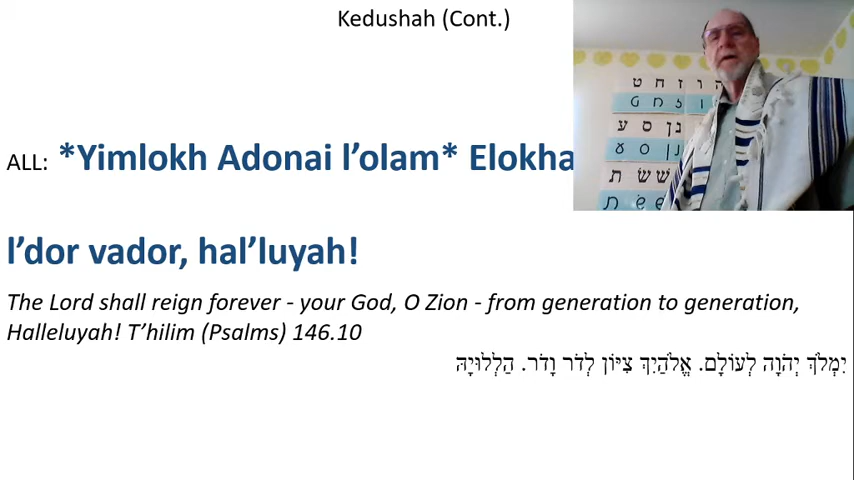 Kedushah (Cont.)
ALL: *Yimlokh Adonai l’olam* Elokha
l’dor vador, hal’luyah!
The Lord shall reign forever - your God, O Zion - from generation to generation,
Halleluyah! T’hilim (Psalms) 146.10
יִמְלֹךְ יְהֹוָה לְעוֹלָם. אֱלֹהַיִךְ צִיּוֹן לְדֹר וָדֹר. הַלְלוּיָהּ
ט ח ז ו ה
ן נ ס ע
ש שׂ ת